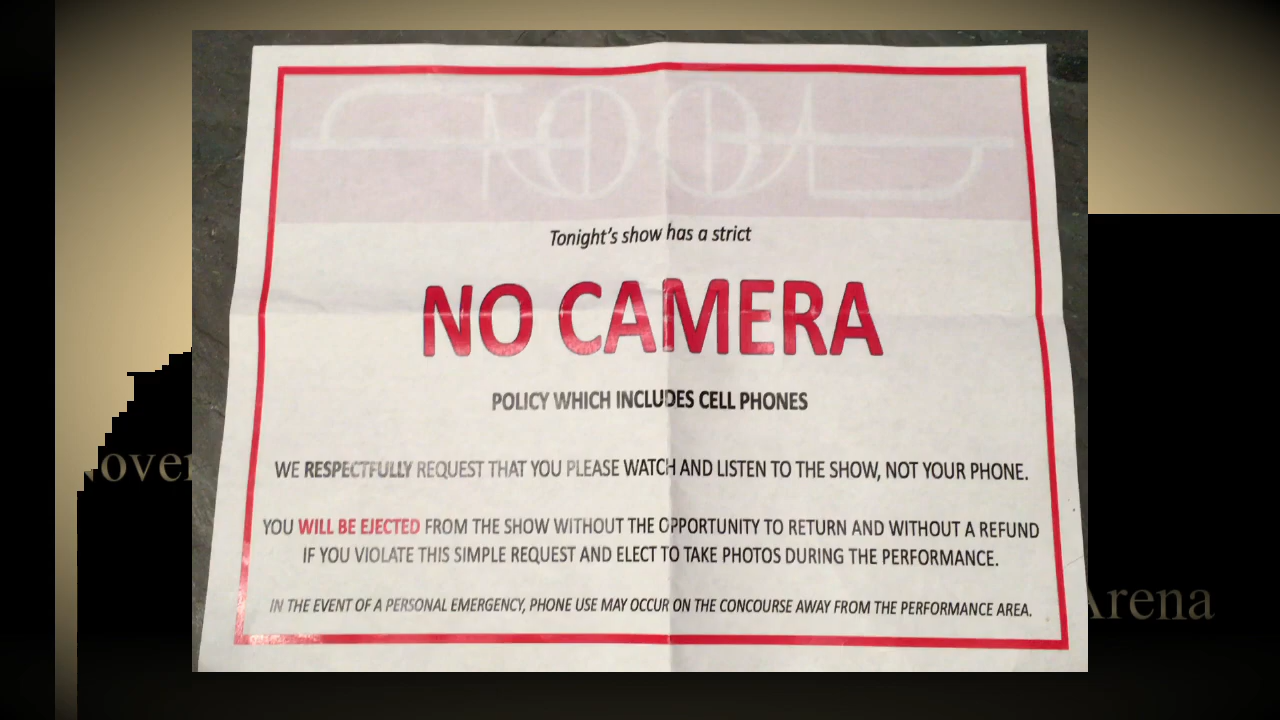 TOOL
Tonight's show has a strict
NO CAMERA
POLICY WHICH INCLUDES CELL PHONES
WE RESPECTFULLY REQUEST THAT YOU PLEASE WATCH AND LISTEN TO THE SHOW, NOT YOUR PHONE.
YOU WILL BE EJECTED FROM THE SHOW WITHOUT THE OPPORTUNITY TO RETURN AND WITHOUT A REFUND
IF YOU VIOLATE THIS SIMPLE REQUEST AND ELECT TO TAKE PHOTOS DURING THE PERFORMANCE.
IN THE EVENT OF A PERSONAL EMERGENCY, PHONE USE MAY OCCUR ON THE CONCOURSE AWAY FROM THE PERFORMANCE AREA.
Arena